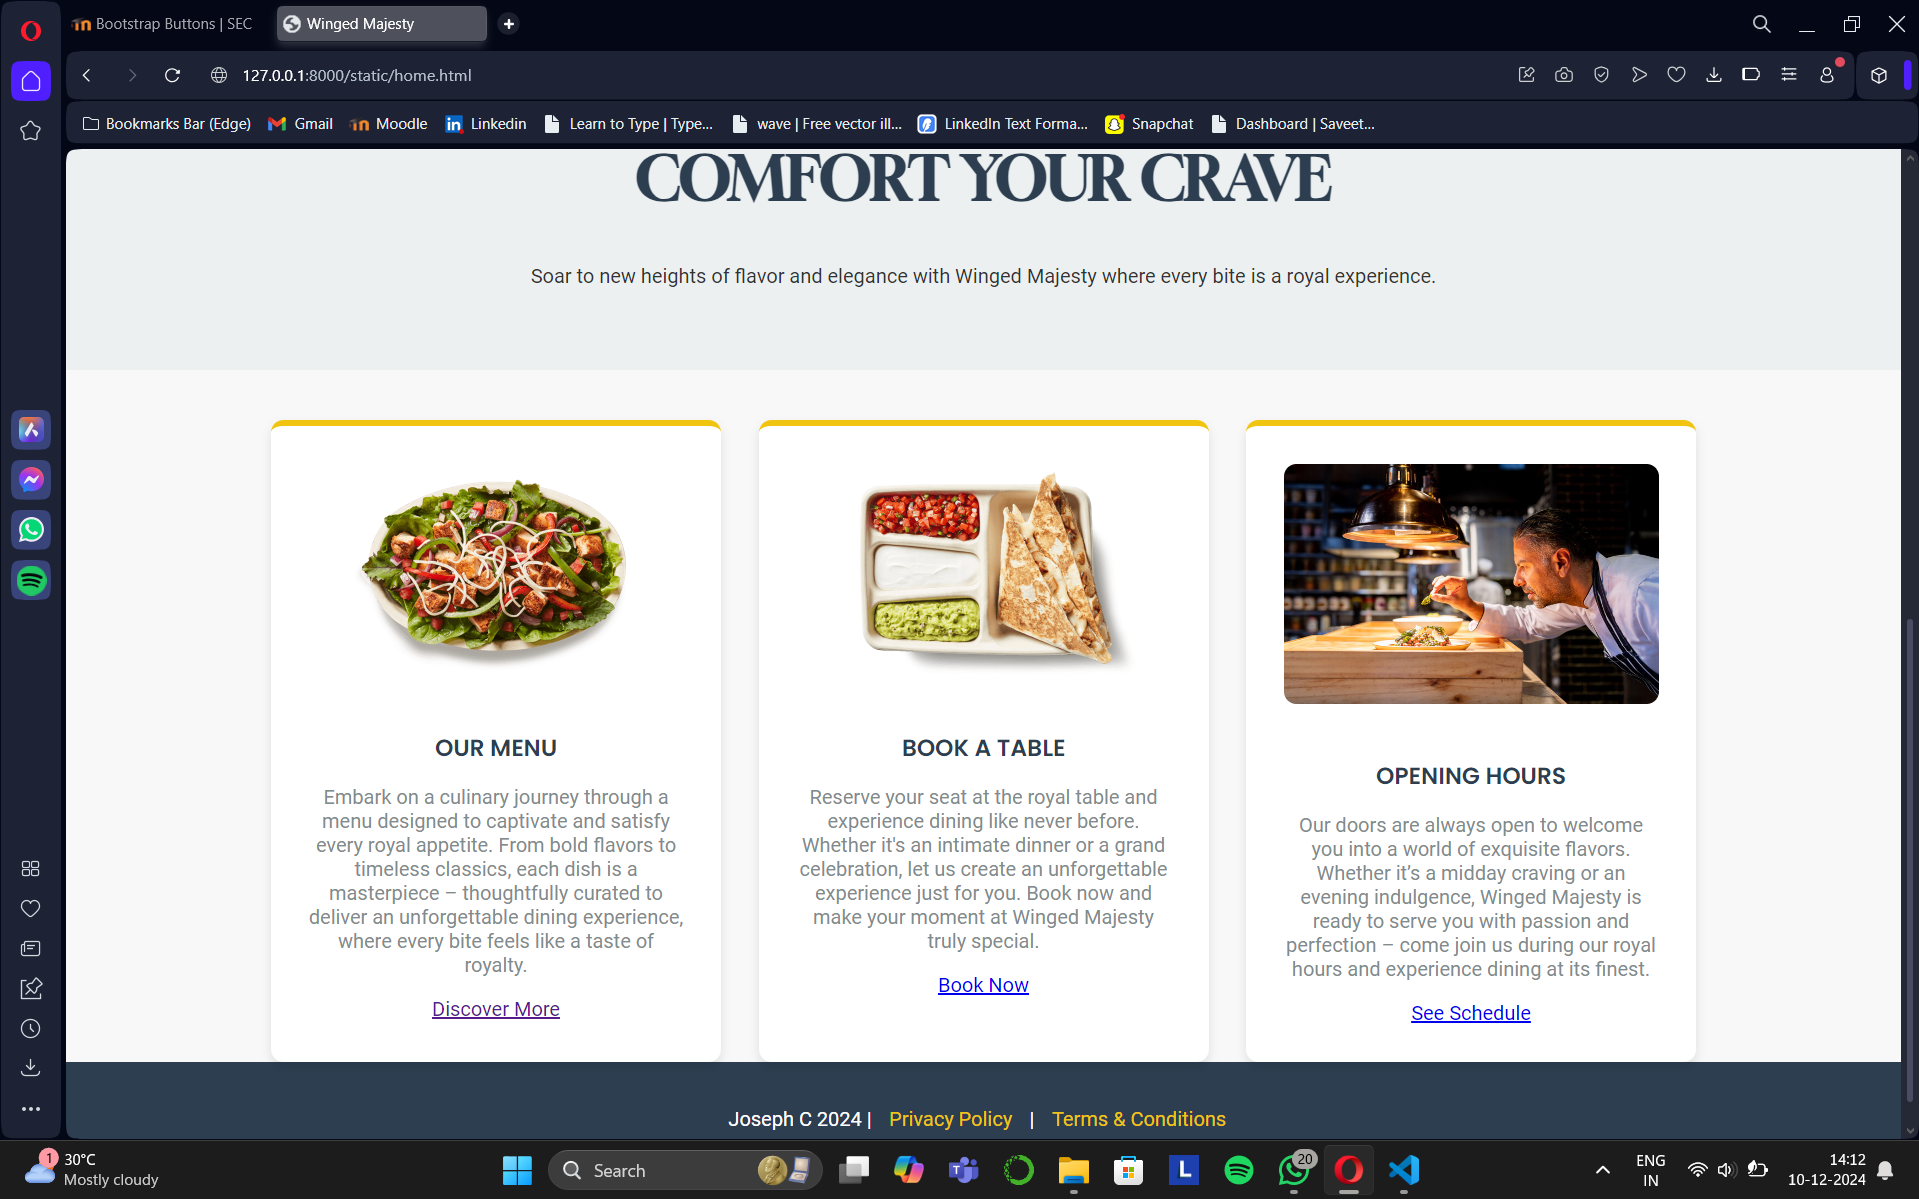 Bootstrap Buttons | SEC
Winged Majesty
127.0.0.1:8000/static/home.html
Bookmarks Bar (Edge)
Gmail
Moodle
Linkedin
Learn to Type | Type...
wave | Free vector ill...
LinkedIn Text Forma...
Snapchat
Dashboard | Saveet...
COMFORT YOUR CRAVE
Soar to new heights of flavor and elegance with Winged Majesty where every bite is a royal experience.
OUR MENU
Embark on a culinary journey through a
menu designed to captivate and satisfy
every royal appetite. From bold flavors to
timeless classics, each dish is a
masterpiece – thoughtfully curated to
deliver an unforgettable dining experience,
where every bite feels like a taste of
royalty.
Discover More
BOOK A TABLE
Reserve your seat at the royal table and
experience dining like never before.
Whether it's an intimate dinner or a grand
celebration, let us create an unforgettable
experience just for you. Book now and
make your moment at Winged Majesty
truly special.
Book Now
OPENING HOURS
Our doors are always open to welcome
you into a world of exquisite flavors.
Whether it’s a midday craving or an
evening indulgence, Winged Majesty is
ready to serve you with passion and
perfection – come join us during our royal
hours and experience dining at its finest.
See Schedule
Joseph C 2024 | Privacy Policy | Terms & Conditions
1
30°C
Mostly cloudy
Search
L
20
ENG
IN
14:12
10-12-2024